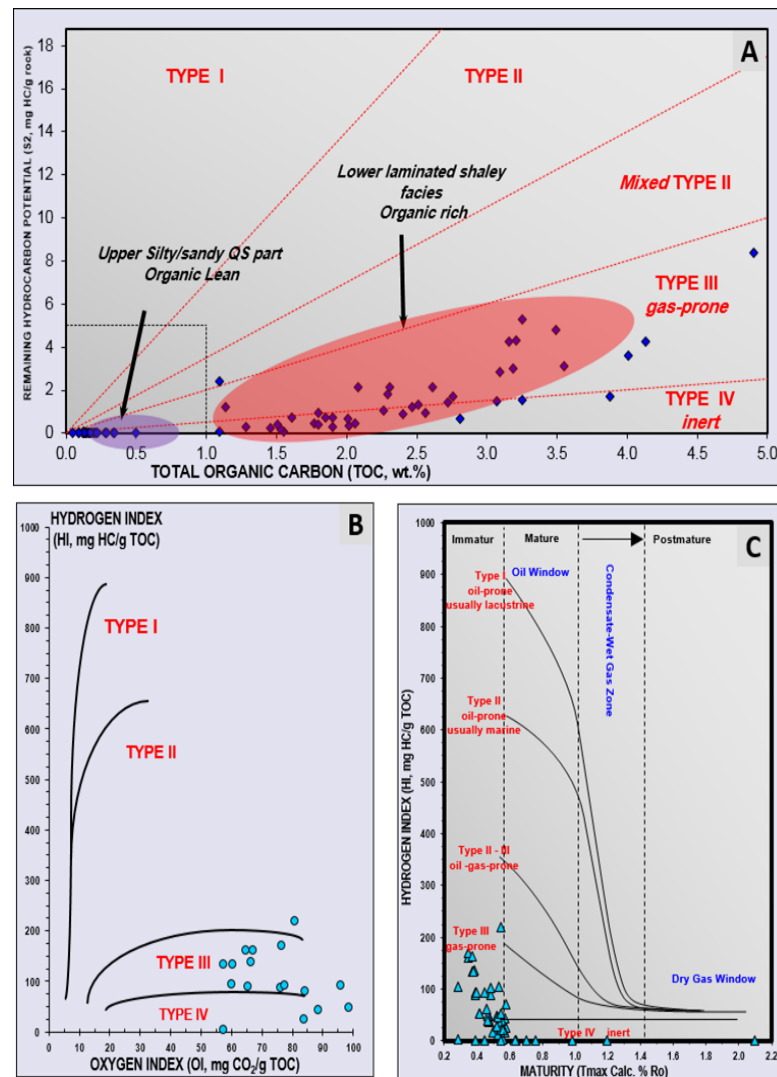 A
REMAINING HYDROCARBON POTENTIAL (S2, mg HC/g rock)
18
16
14
12
10
8
6
4
2
0
TYPE I
TYPE II
Lower laminated shaley
facies
Organic rich
Mixed TYPE II
Upper Silty/sandy QS part
Organic Lean
TYPE III
gas-prone
TYPE IV
inert
0.0 0.5 1.0 1.5 2.0 2.5 3.0 3.5 4.0 4.5 5.0
TOTAL ORGANIC CARBON (TOC, wt.%)
B
HYDROGEN INDEX
(HI, mg HC/g TOC)
1000
900
800
700
600
500
400
300
200
100
0
TYPE I
TYPE II
TYPE III
TYPE IV
0 10 20 30 40 50 60 70 80 90 100
OXYGEN INDEX (OI, mg CO2/g TOC)
C
HYDROGEN INDEX (HI, mg HC/g TOC)
1000
900
800
700
600
500
400
300
200
100
0
Immatur
Mature
Postmature
Oil Window
Condensate-Wet Gas Zone
Type I
oil-prone
usually lacustrine
Type II
oil-prone
usually marine
Type II - III
oil -gas-prone
Type III
gas-prone
Dry Gas Window
Type IV inert
0.2 0.4 0.6 0.8 1.0 1.2 1.4 1.6 1.8 2.0 2.2
MATURITY (Tmax Calc. % Ro)